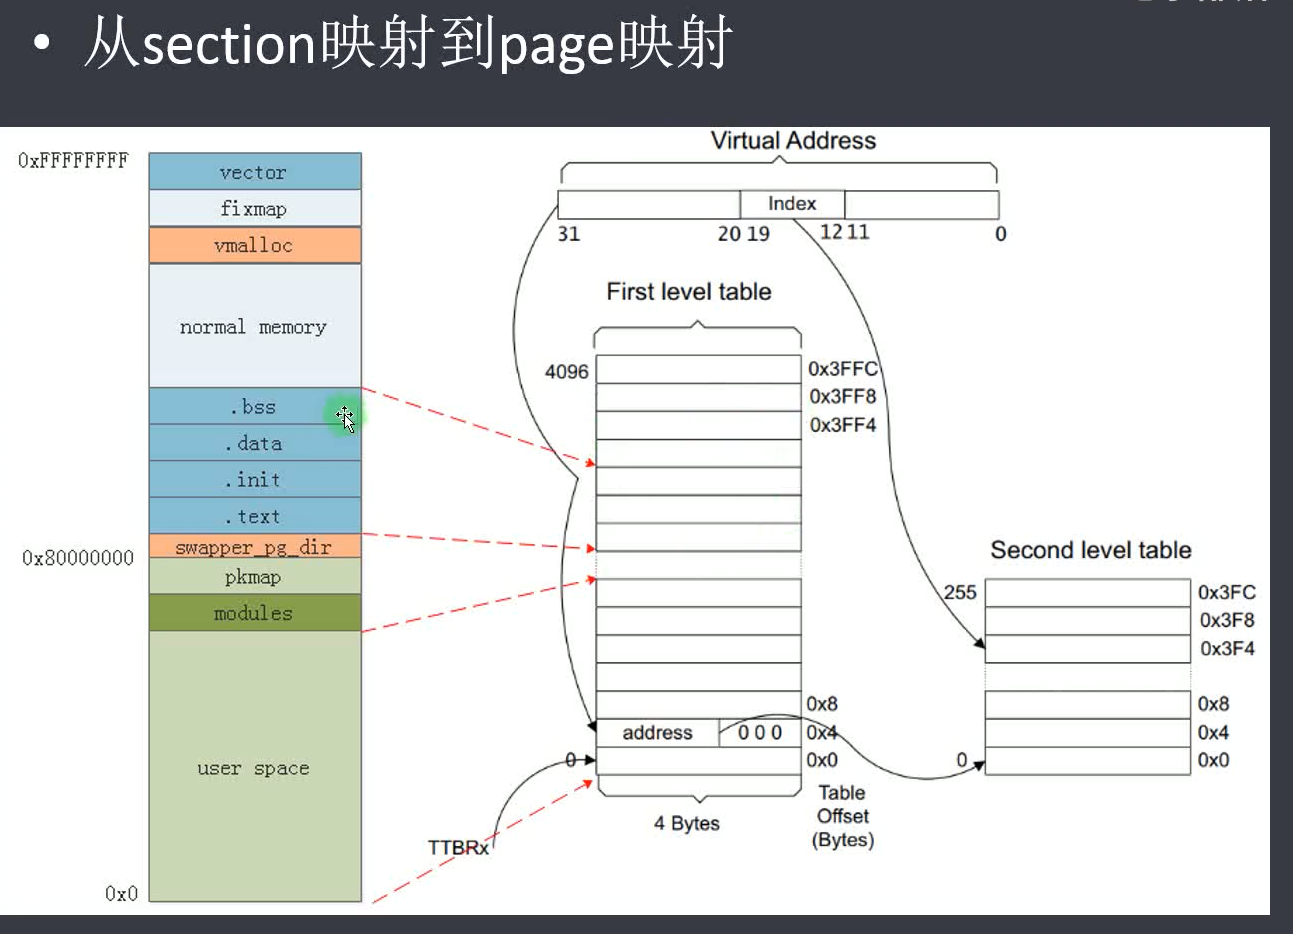 • 从section映射到page映射
0xFFFFFFFF
vector
fixmap
vmalloc
normal memory
.bss
.data
.init
.text
swapper_pg_dir
0x80000000
pkmap
modules
user space
0x0
Virtual Address
Index
31 20 19 12 11 0
First level table
4096
0x3FFC
0x3FF8
0x3FF4
0x8
address 0 0 0 0x4
0 0x0
4 Bytes
Table
Offset
(Bytes)
TTBRx
Second level table
255 0x3FC
0x3F8
0x3F4
0x8
0x4
0 0x0